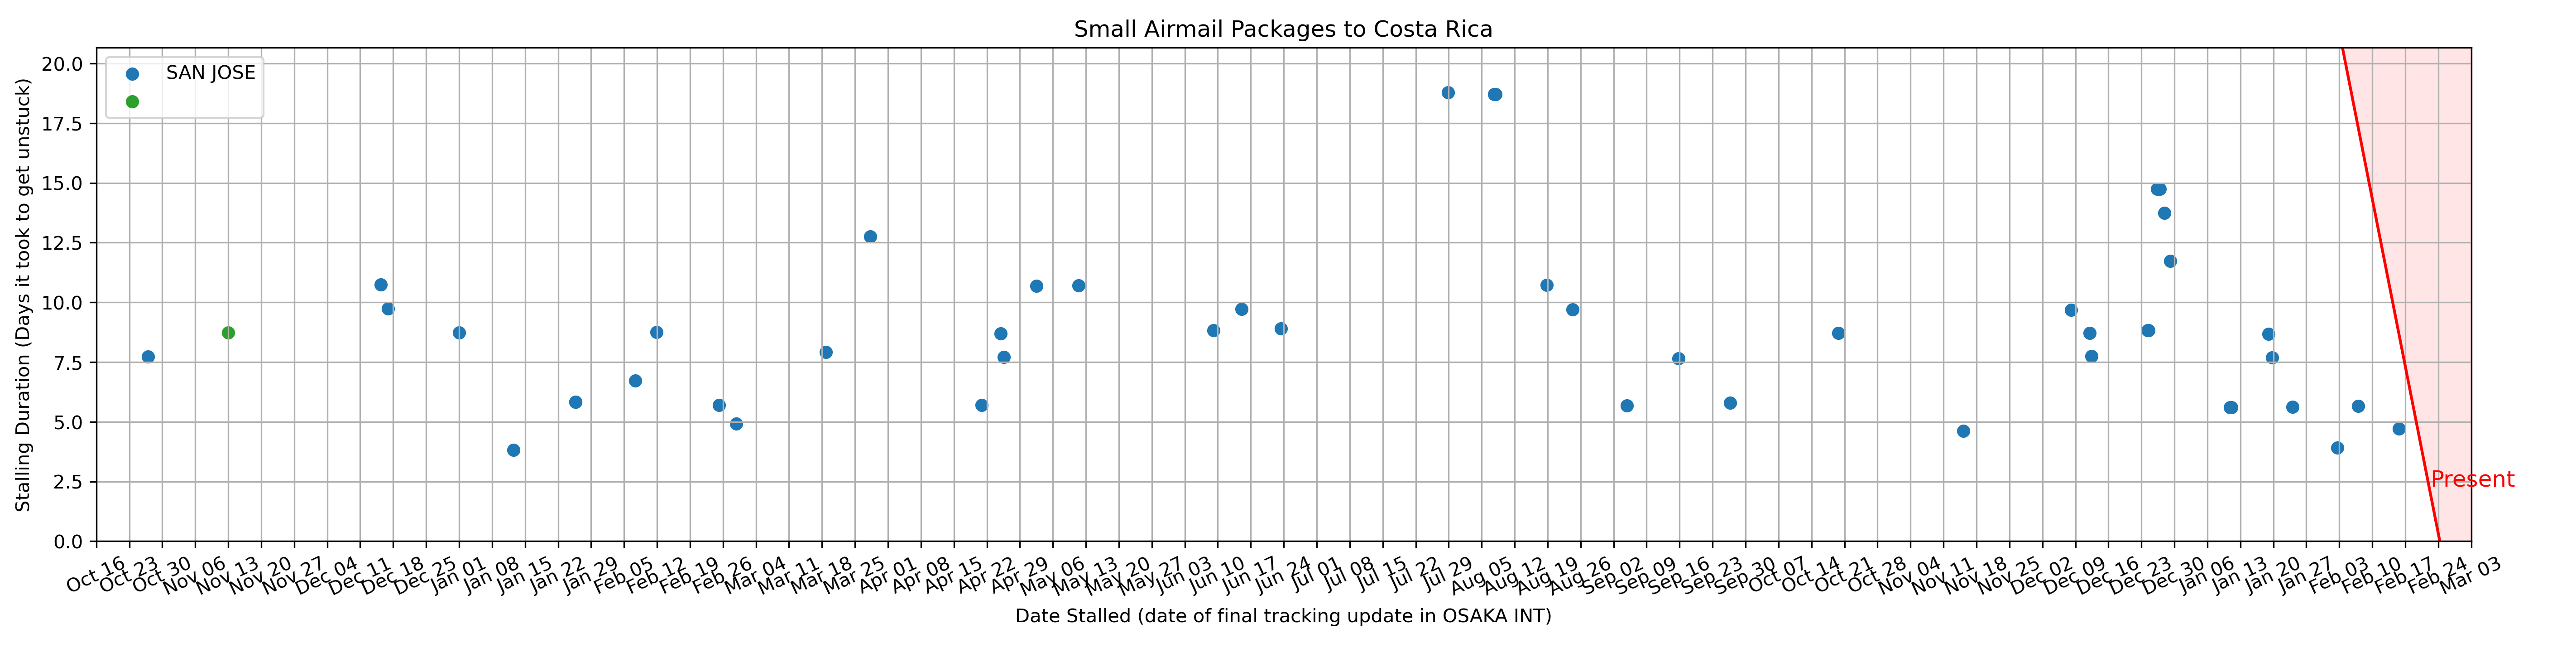 Small Airmail Packages to Costa Rica
SAN JOSE
Stalling Duration (Days it took to get unstuck)
20.0
17.5
15.0
12.5
10.0
7.5
5.0
2.5
0.0
Present
Oct 16 Oct 23 Oct 30 Nov 06 Nov 13 Nov 20 Nov 27 Dec 04 Dec 11 Dec 18 Dec 25 Jan 01 Jan 08 Jan 15 Jan 22 Jan 29 Feb 05 Feb 12 Feb 19 Feb 26 Mar 04 Mar 11 Mar 18 Mar 25 Apr 01 Apr 08 Apr 15 Apr 22 Apr 29 May 06 May 13 May 20 May 27 Jun 03 Jun 10 Jun 17 Jun 24 Jul 01 Jul 08 Jul 15 Jul 22 Jul 29 Aug 05 Aug 12 Aug 19 Aug 26 Sep 02 Sep 09 Sep 16 Sep 23 Sep 30 Oct 07 Oct 14 Oct 21 Oct 28 Nov 04 Nov 11 Nov 18 Nov 25 Dec 02 Dec 09 Dec 16 Dec 23 Dec 30 Jan 06 Jan 13 Jan 20 Jan 27 Feb 03 Feb 10 Feb 17 Feb 24 Mar 03
Date Stalled (date of final tracking update in OSAKA INT)